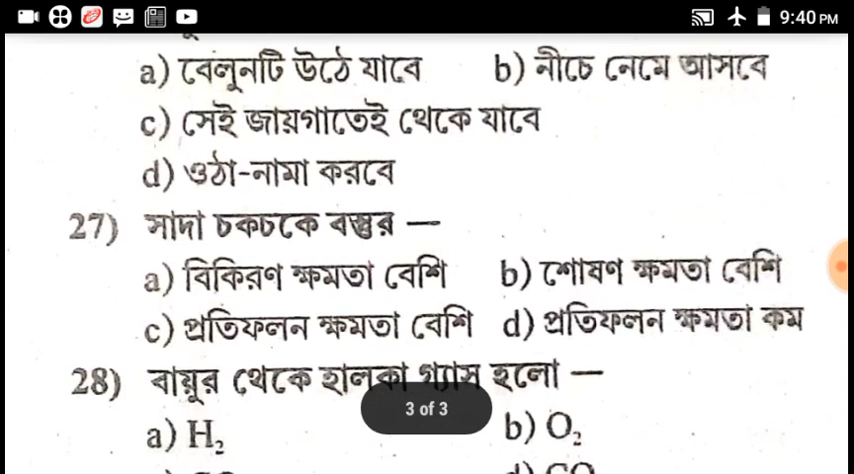 9:40 PM
a) বেলুনটি উঠে যাবে b) নীচে নেমে আসবে
c) সেই জায়গাতেই থেকে যাবে
d) ওঠা-নামা করবে
27) সাদা চকচকে বস্তুর —
a) বিকিরণ ক্ষমতা বেশি b) শোষণ ক্ষমতা বেশি
c) প্রতিফলন ক্ষমতা বেশি d) প্রতিফলন ক্ষমতা কম
28) বায়ুর থেকে হালকা গ্যাস হলো —
3 of 3
a) H₂ b) O₂